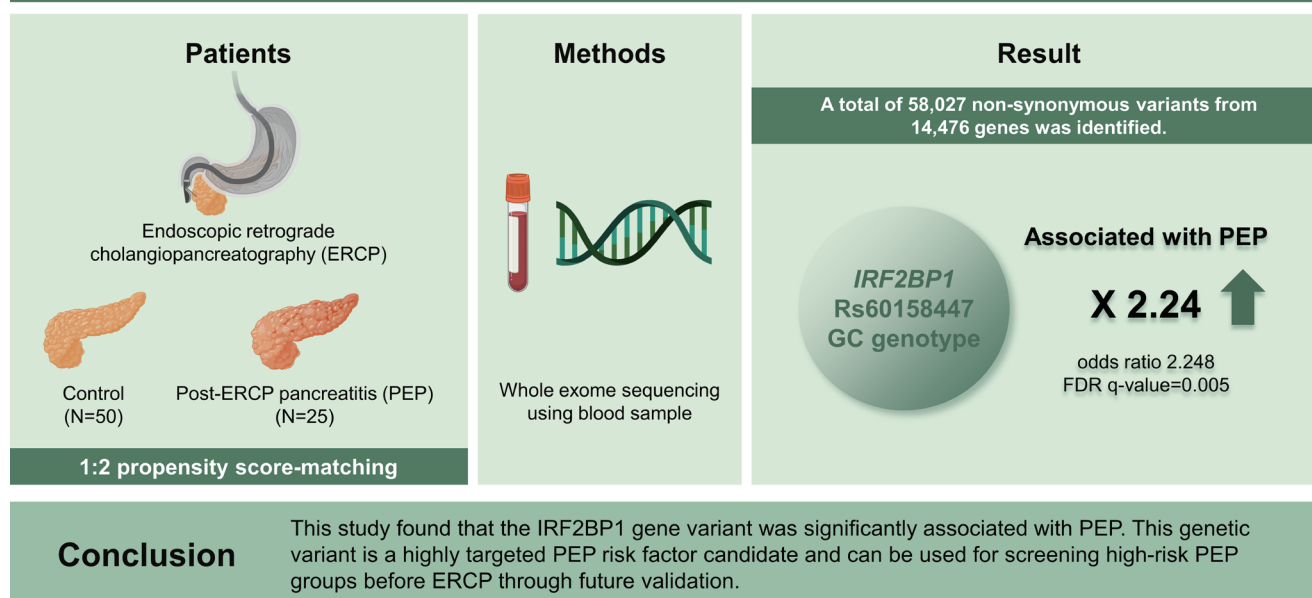 Patients
Endoscopic retrograde
cholangiopancreatography (ERCP)
Control
(N=50)
Post-ERCP pancreatitis (PEP)
(N=25)
1:2 propensity score-matching
Methods
Whole exome sequencing
using blood sample
Result
A total of 58,027 non-synonymous variants from
14,476 genes was identified.
IRF2BP1
Rs60158447
GC genotype
Associated with PEP
X 2.24
odds ratio 2.248
FDR q-value=0.005
Conclusion
This study found that the IRF2BP1 gene variant was significantly associated with PEP. This genetic
variant is a highly targeted PEP risk factor candidate and can be used for screening high-risk PEP
groups before ERCP through future validation.